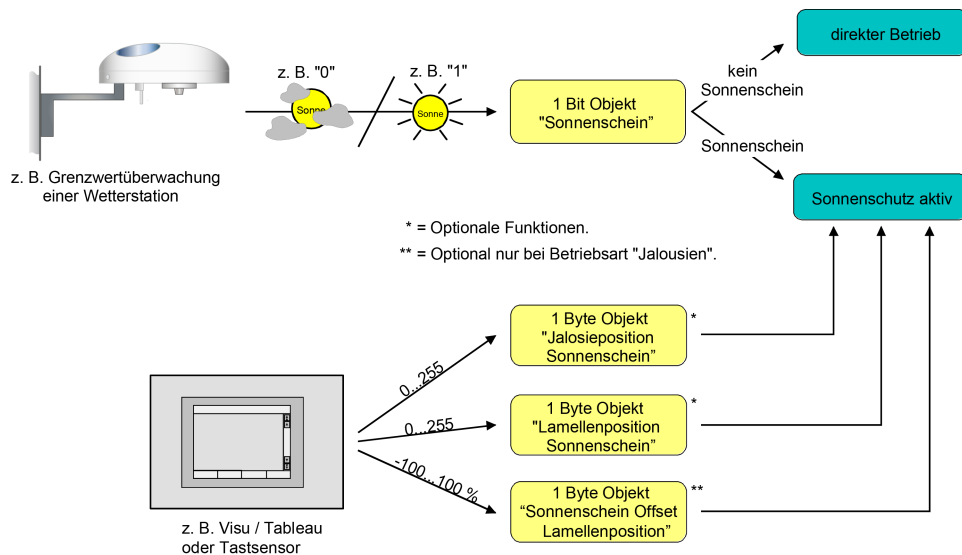 direkter Betrieb
z. B. "0"
z. B. "1"
kein
Sonnenschein
Sonne
Sonne
1 Bit Objekt
"Sonnenschein”
Sonnenschein
z. B. Grenzwertüberwachung
einer Wetterstation
Sonnenschutz aktiv
* = Optionale Funktionen.
** = Optional nur bei Betriebsart "Jalousien".
1 Byte Objekt
"Jalosieposition
Sonnenschein”
*
0...255
1 Byte Objekt
"Lamellenposition
Sonnenschein”
*
0...255
-100...100 %
1 Byte Objekt
“Sonnenschein Offset
Lamellenposition”
**
z. B. Visu / Tableau
oder Tastsensor